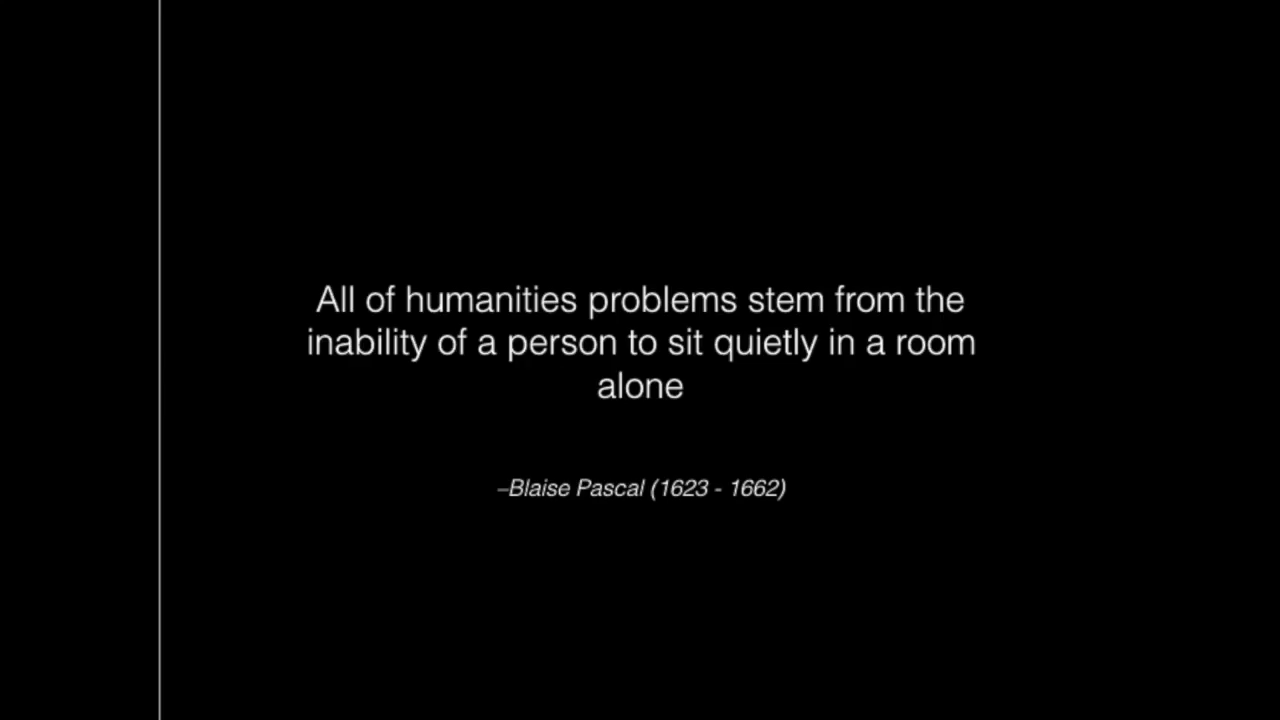 All of humanities problems stem from the
inability of a person to sit quietly in a room
alone
–Blaise Pascal (1623 - 1662)